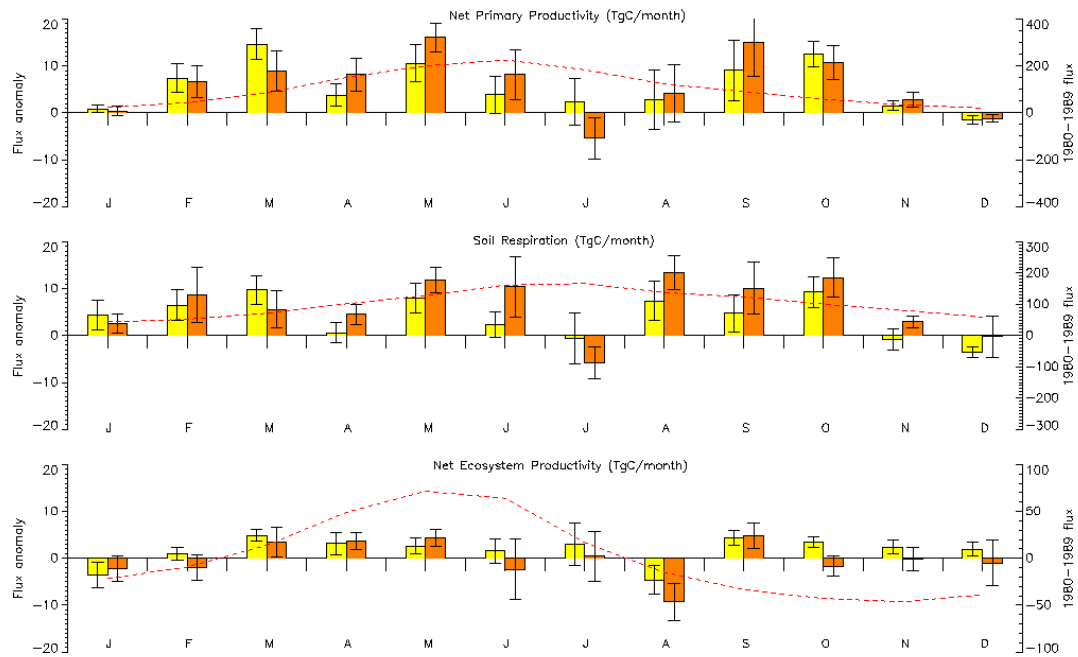 Net Primary Productivity (TgC/month)
20
10
0
−10
−20
Flux anomaly
400
200
0
−200
−400
1980−1989 flux
J F M A M J J A S O N D
Soil Respiration (TgC/month)
20
10
0
−10
−20
Flux anomaly
300
200
100
0
−100
−200
−300
1980−1989 flux
J F M A M J J A S O N D
Net Ecosystem Productivity (TgC/month)
20
10
0
−10
−20
Flux anomaly
100
50
0
−50
−100
1980−1989 flux
J F M A M J J A S O N D